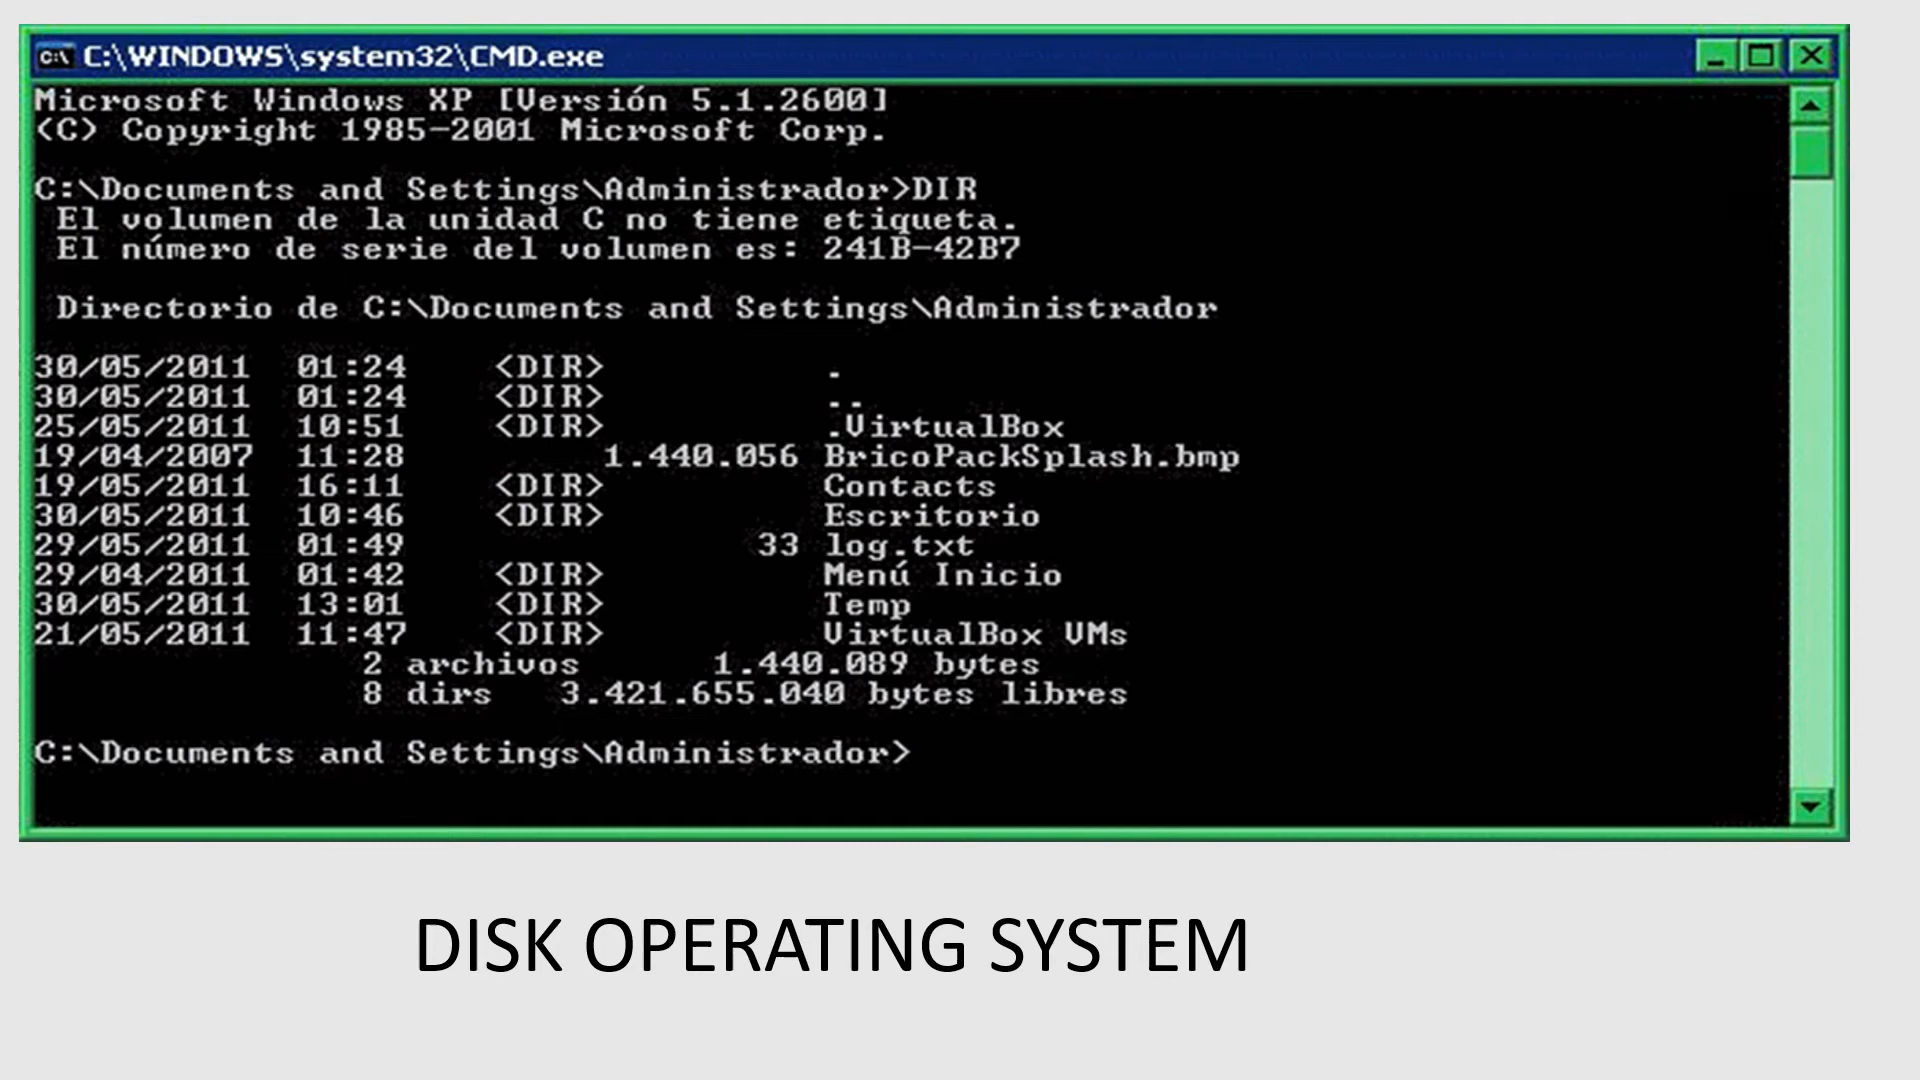 C:\WINDOWS\system32\CMD.exe
Microsoft Windows XP [Versión 5.1.2600]
(C) Copyright 1985-2001 Microsoft Corp.
C:\Documents and Settings\Administrador>DIR
El volumen de la unidad C no tiene etiqueta.
El número de serie del volumen es: 241B-42B7
Directorio de C:\Documents and Settings\Administrador
30/05/2011 01:24 <DIR> .
30/05/2011 01:24 <DIR> ..
25/05/2011 10:51 <DIR> .VirtualBox
19/04/2007 11:28 1.440.056 BricoPackSplash.bmp
19/05/2011 16:11 <DIR> Contacts
30/05/2011 10:46 <DIR> Escritorio
29/05/2011 01:49 33 log.txt
29/04/2011 01:42 <DIR> Menú Inicio
30/05/2011 13:01 <DIR> Temp
21/05/2011 11:47 <DIR> VirtualBox VMs
2 archivos 1.440.089 bytes
8 dirs 3.421.655.040 bytes libres
C:\Documents and Settings\Administrador>
DISK OPERATING SYSTEM